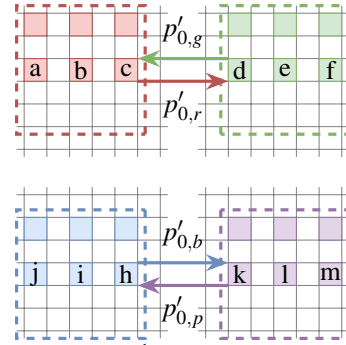 p′0,g
a b c d e f
p′0,r
p′0,b
j i h k l m
p′0,p